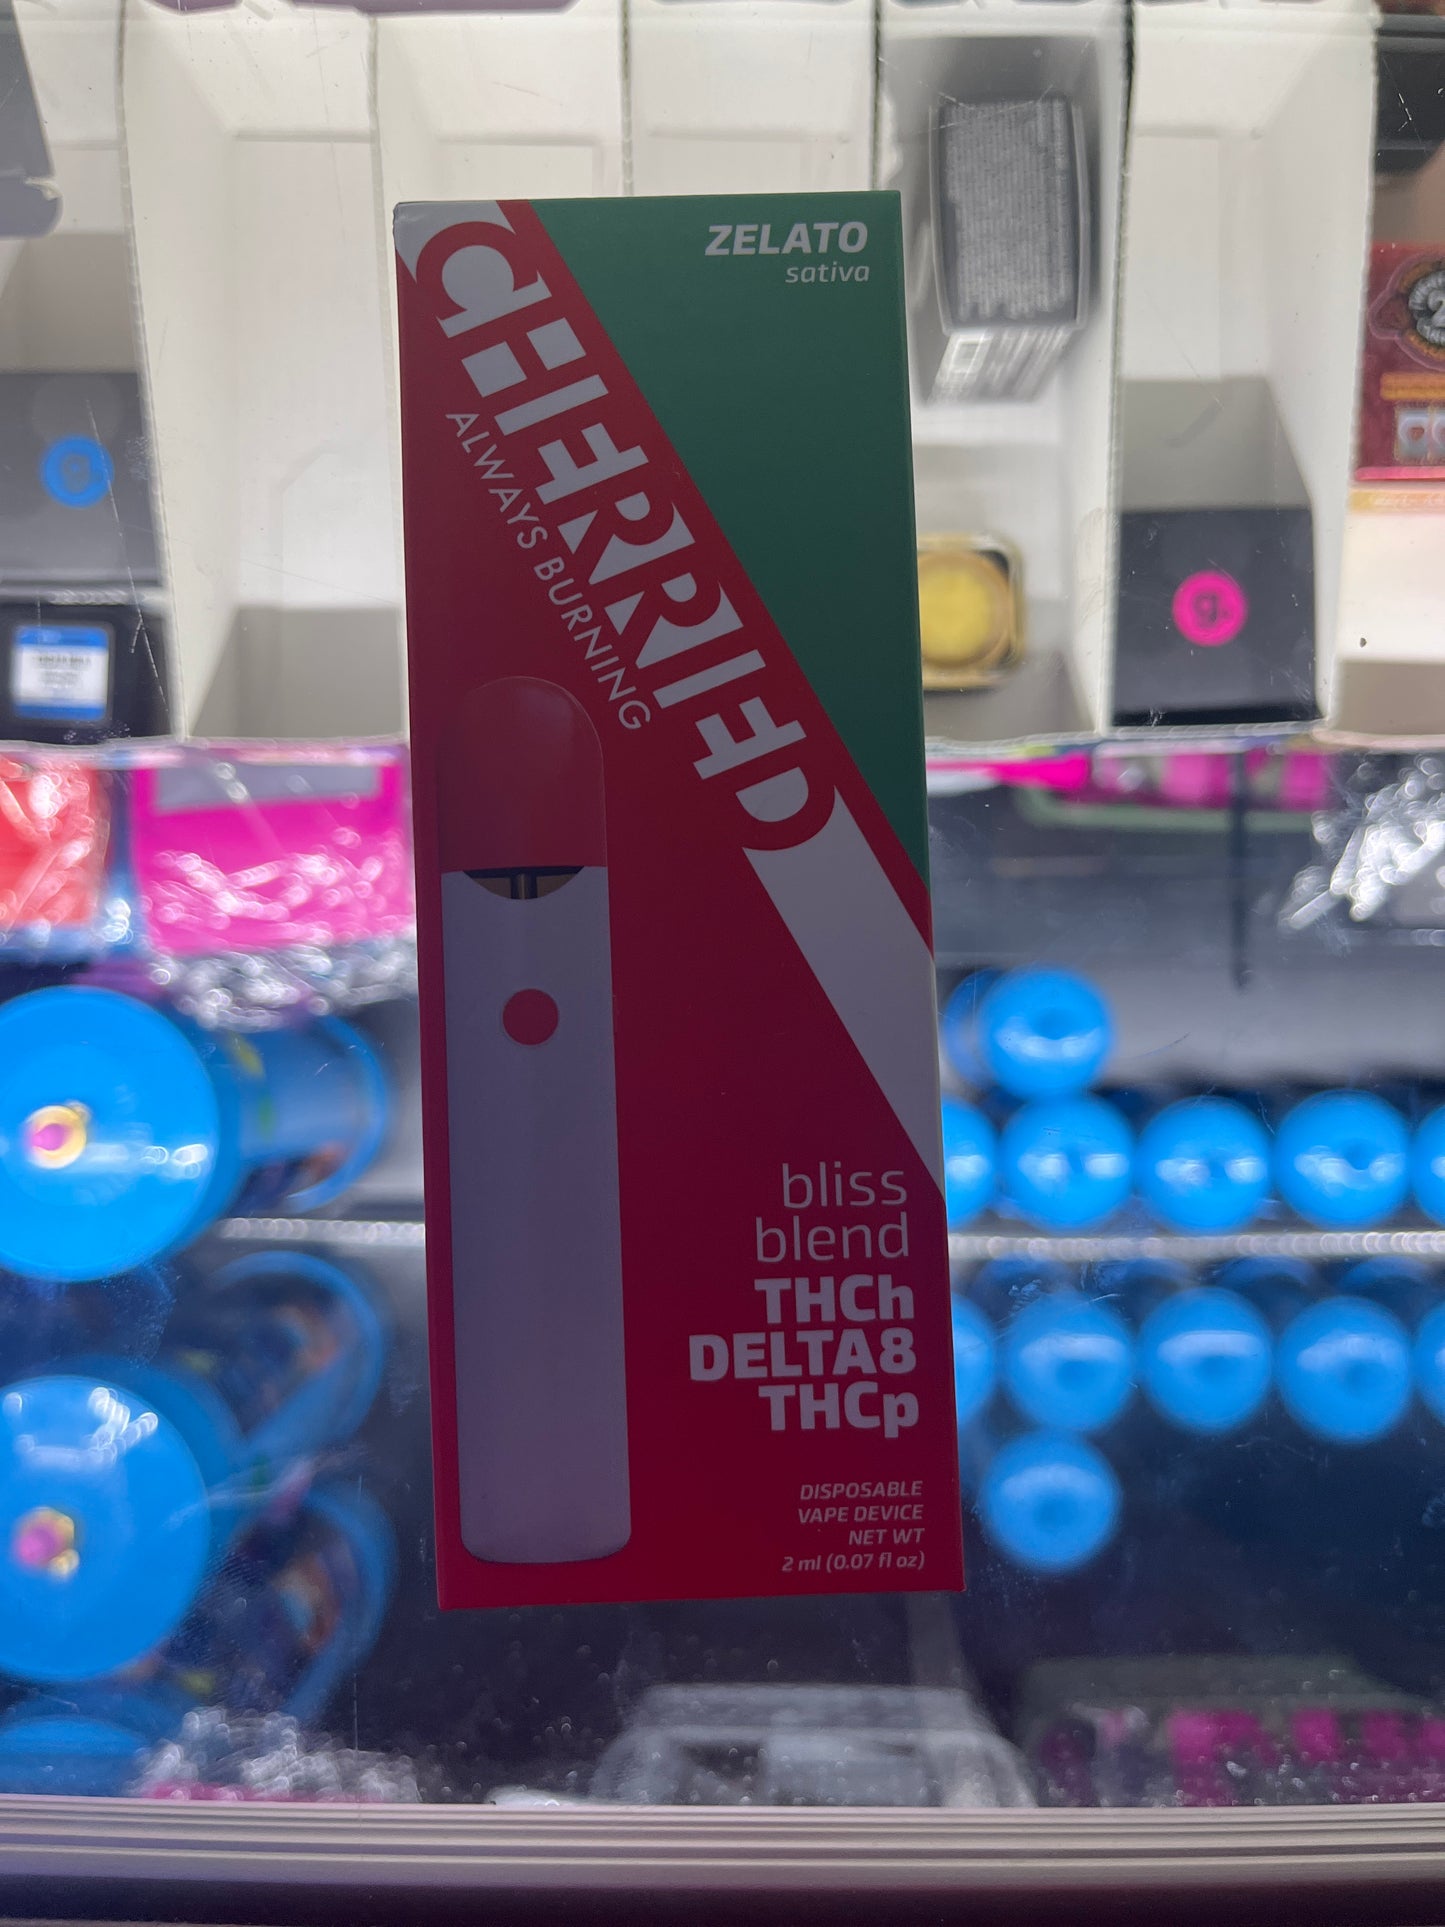 ZELATO
sativa
CHERRIED
ALWAYS BURNING
bliss
blend
THCh
DELTA8
THCp
DISPOSABLE
VAPE DEVICE
NET WT
2 ml (0.07 fl oz)
g.
g.